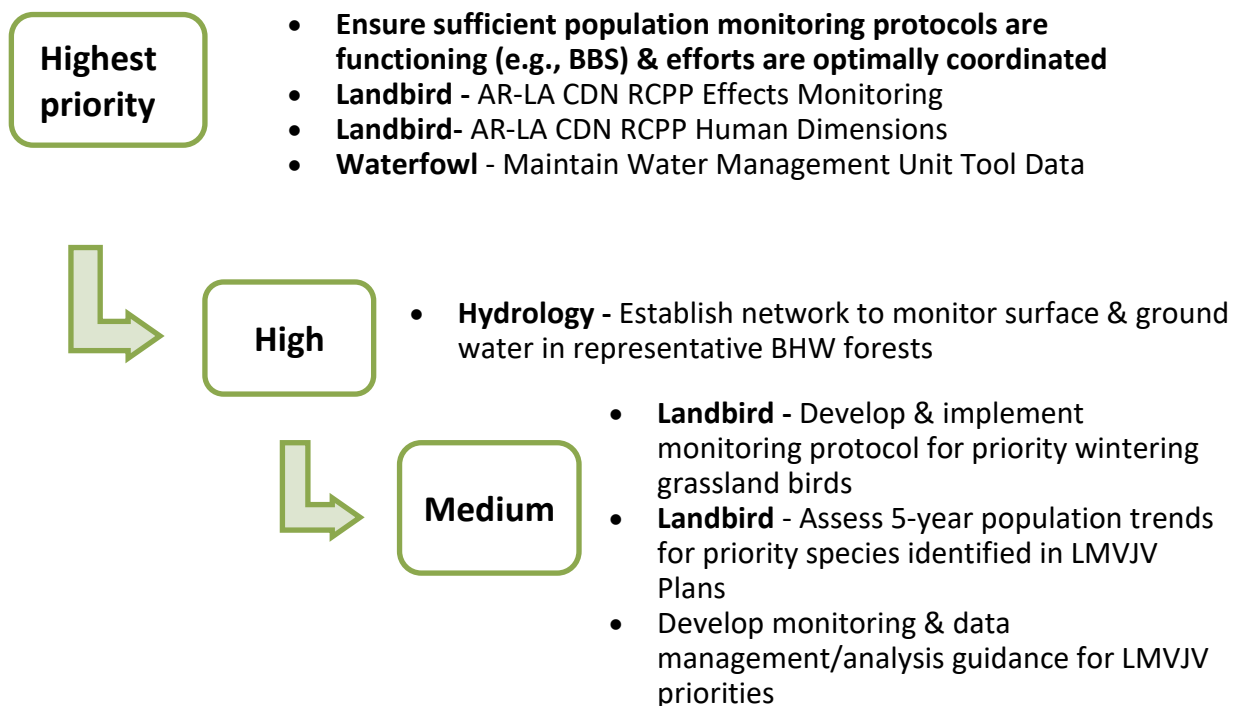 Highest
priority
• Ensure sufficient population monitoring protocols are
functioning (e.g., BBS) & efforts are optimally coordinated
• Landbird - AR-LA CDN RCPP Effects Monitoring
• Landbird- AR-LA CDN RCPP Human Dimensions
• Waterfowl - Maintain Water Management Unit Tool Data
High
• Hydrology - Establish network to monitor surface & ground
water in representative BHW forests
Medium
• Landbird - Develop & implement
monitoring protocol for priority wintering
grassland birds
• Landbird - Assess 5-year population trends
for priority species identified in LMVJV
Plans
• Develop monitoring & data
management/analysis guidance for LMVJV
priorities